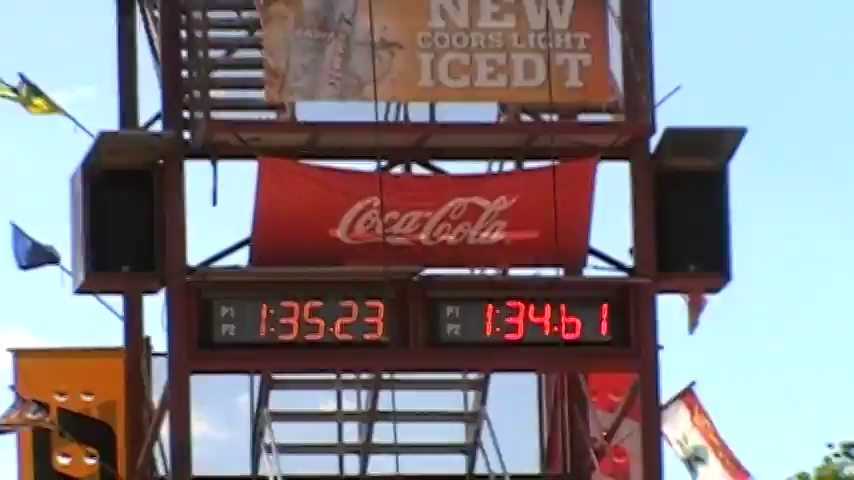 NEW
COORS LIGHT
ICED T
Coca-Cola
P1 1:35.23 P1 1:34.61
P2 P2